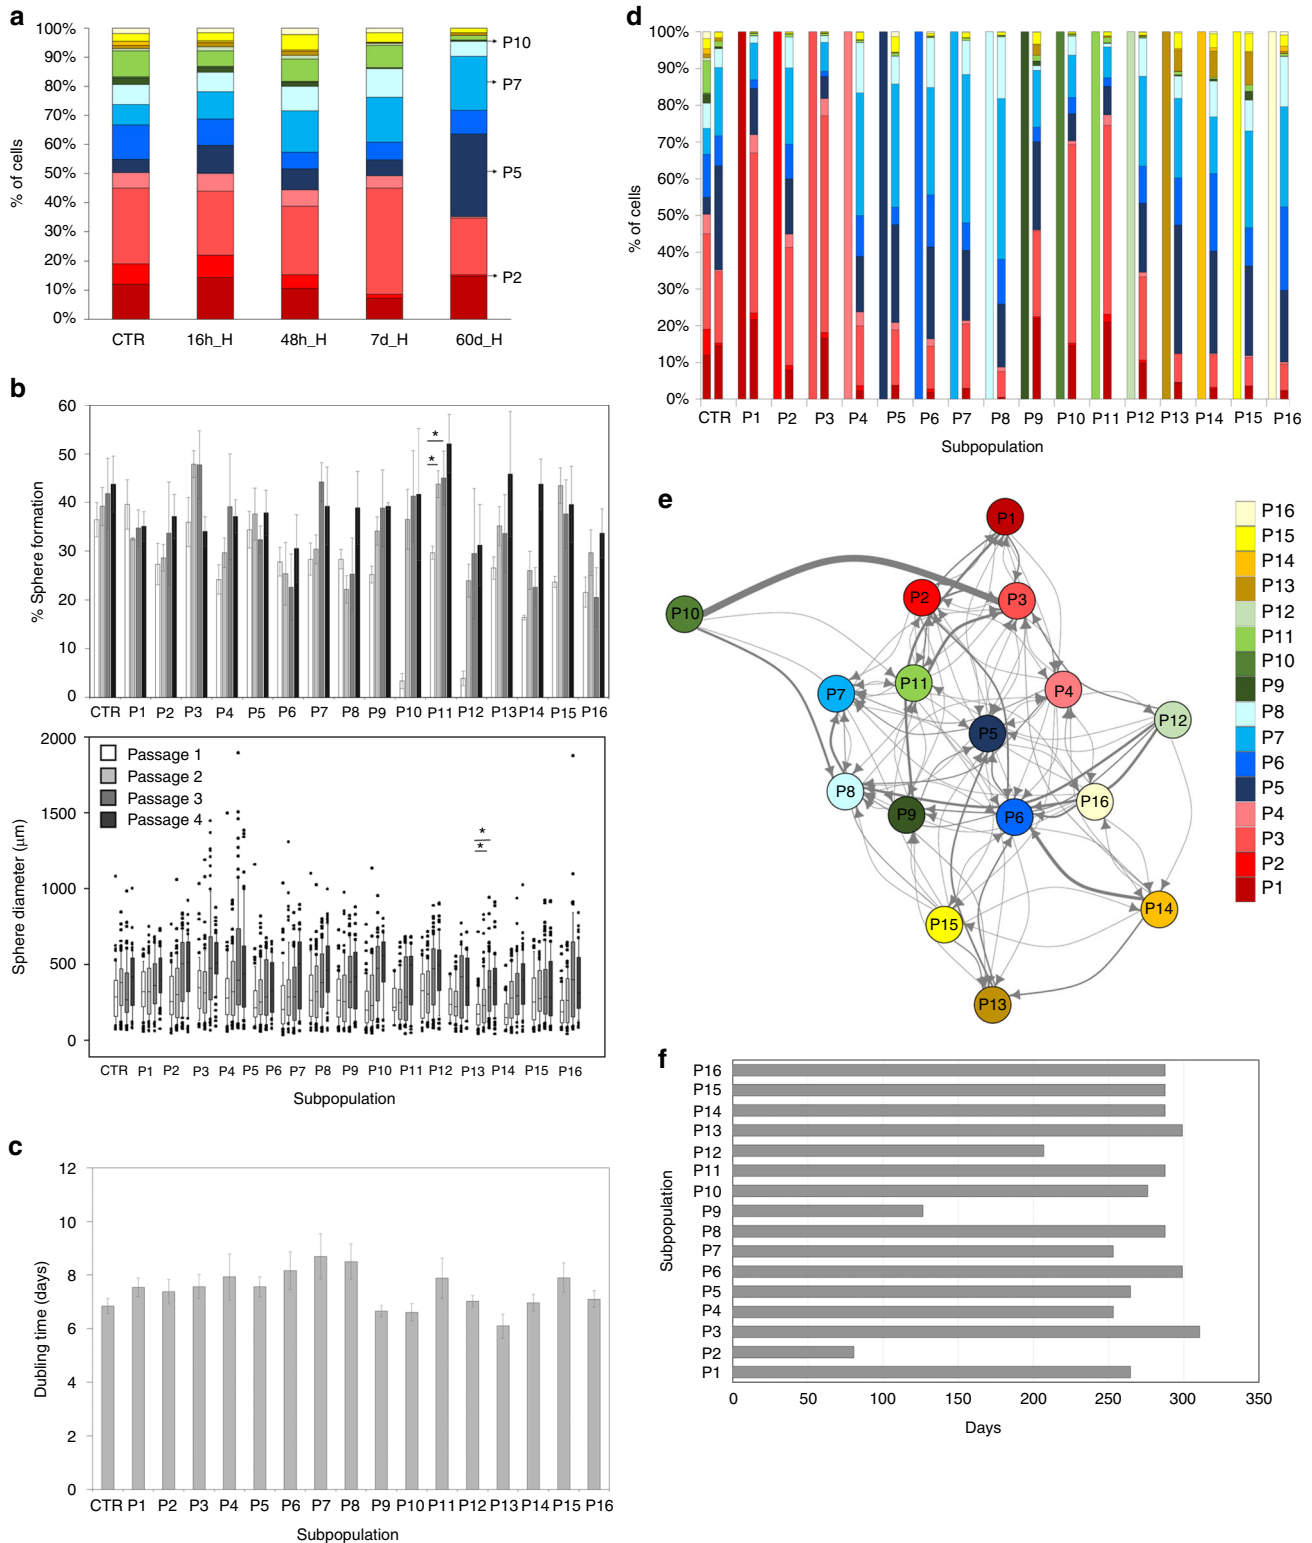 a
100%
90%
80%
70%
60%
50%
40%
30%
20%
10%
0%
% of cells
P10
P7
P5
P2
CTR 16h_H 48h_H 7d_H 60d_H
b
60
50
40
30
20
10
0
% Sphere formation
*
*
CTR P1 P2 P3 P4 P5 P6 P7 P8 P9 P10 P11 P12 P13 P14 P15 P16
2000
1500
1000
500
0
Sphere diameter (μm)
Passage 1
Passage 2
Passage 3
Passage 4
*
*
CTR P1 P2 P3 P4 P5 P6 P7 P8 P9 P10 P11 P12 P13 P14 P15 P16
Subpopulation
c
12
10
8
6
4
2
0
Dubling time (days)
CTR P1 P2 P3 P4 P5 P6 P7 P8 P9 P10 P11 P12 P13 P14 P15 P16
Subpopulation
d
100%
90%
80%
70%
60%
50%
40%
30%
20%
10%
0%
% of cells
CTR P1 P2 P3 P4 P5 P6 P7 P8 P9 P10 P11 P12 P13 P14 P15 P16
Subpopulation
e
P1
P2
P3
P10
P11
P7
P4
P5
P12
P8
P9
P6
P16
P15
P14
P13
P16
P15
P14
P13
P12
P11
P10
P9
P8
P7
P6
P5
P4
P3
P2
P1
f
P16
P15
P14
P13
P12
P11
P10
P9
P8
P7
P6
P5
P4
P3
P2
P1
Subpopulation
0 50 100 150 200 250 300 350
Days